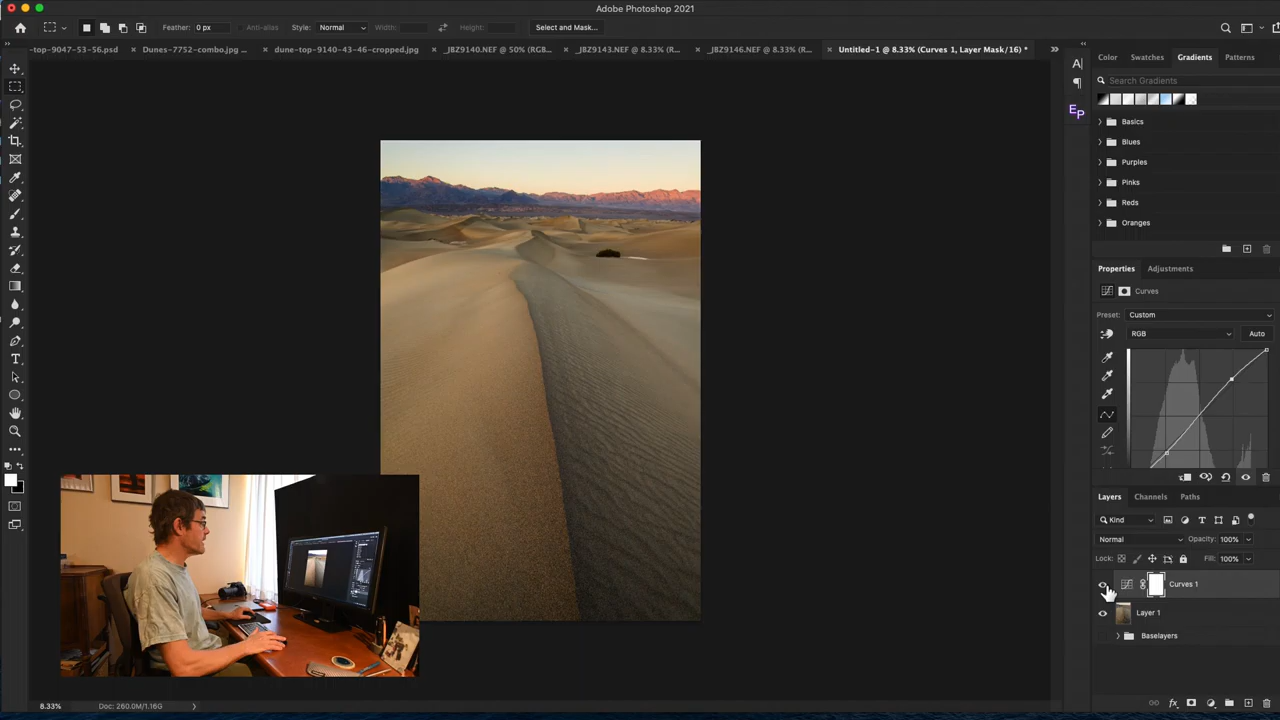 Adobe Photoshop 2021
Feather: 0 px Anti-alias Style: Normal Width: Height: Select and Mask...
-top-9047-53-56.psd × Dunes-7752-combo.jpg ... × dune-top-9140-43-46-cropped.jpg × _JBZ9140.NEF @ 50% (RGB... × _JBZ9143.NEF @ 8.33% (R... × _JBZ9146.NEF @ 8.33% (R... × Untitled-1 @ 8.33% (Curves 1, Layer Mask/16) *
Color Swatches Gradients Patterns
Search Gradients
Basics
Blues
Purples
Pinks
Reds
Oranges
Properties Adjustments
Curves
Preset: Custom
RGB Auto
Layers Channels Paths
Kind
Normal Opacity: 100%
Lock: Fill: 100%
Curves 1
Layer 1
Baselayers
8.33% Doc: 260.0M/1.16G